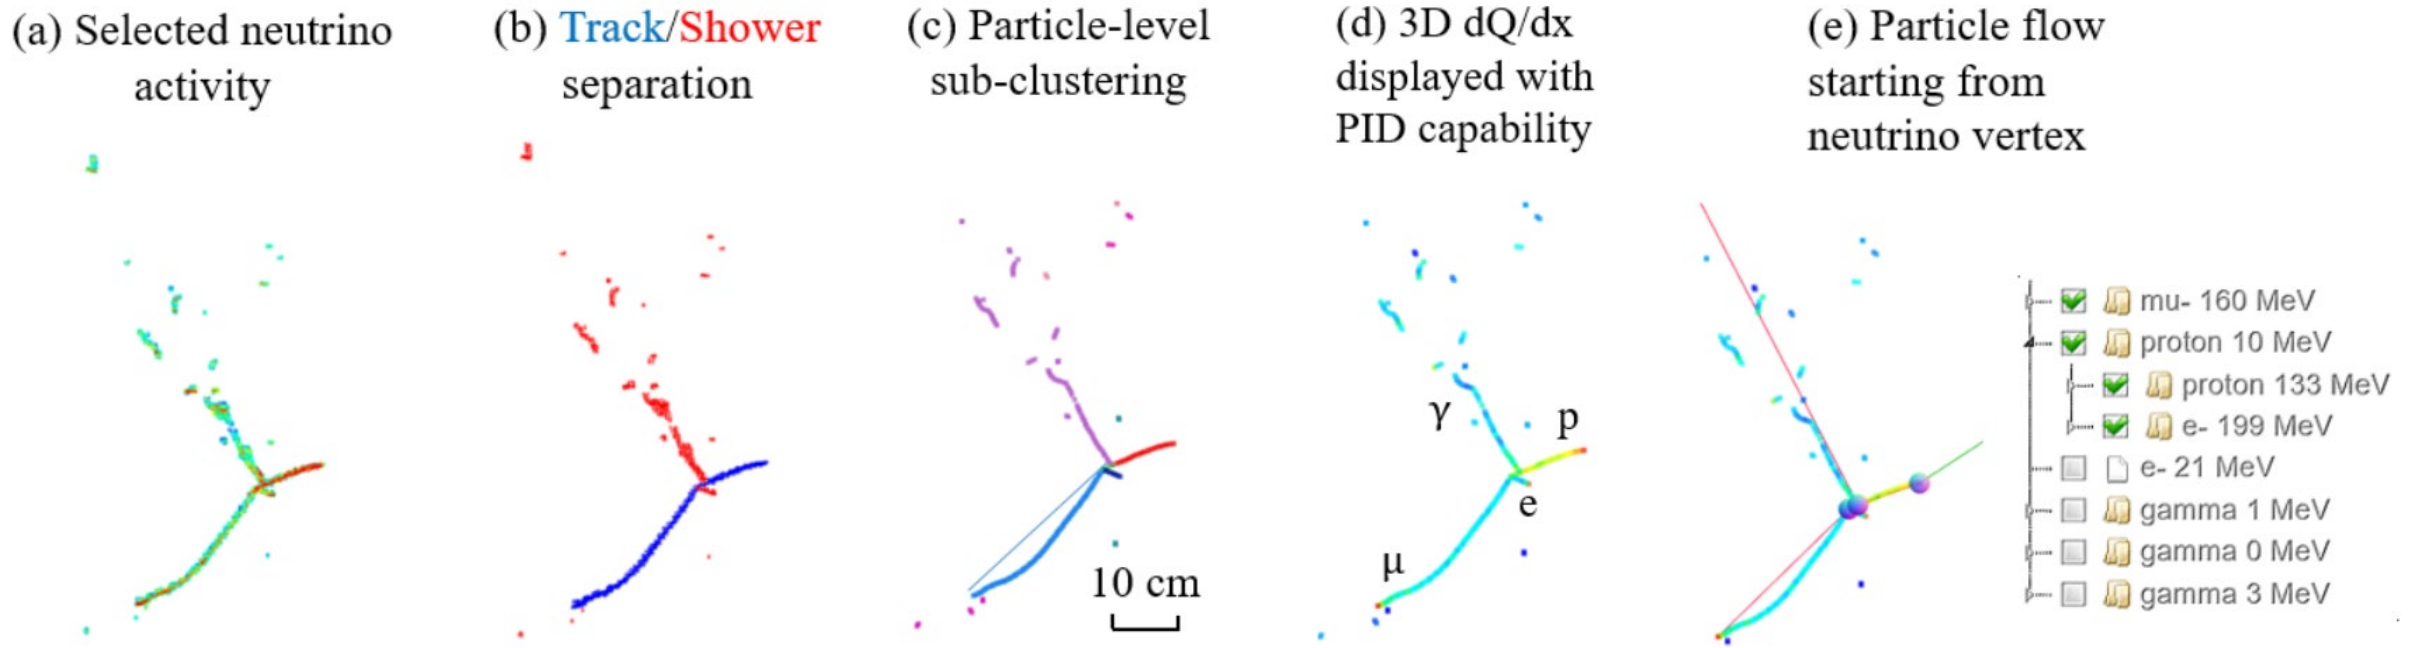 (a) Selected neutrino
activity
(b) Track/Shower
separation
(c) Particle-level
sub-clustering
(d) 3D dQ/dx
displayed with
PID capability
(e) Particle flow
starting from
neutrino vertex
10 cm
γ
p
e
μ
mu- 160 MeV
proton 10 MeV
proton 133 MeV
e- 199 MeV
e- 21 MeV
gamma 1 MeV
gamma 0 MeV
gamma 3 MeV